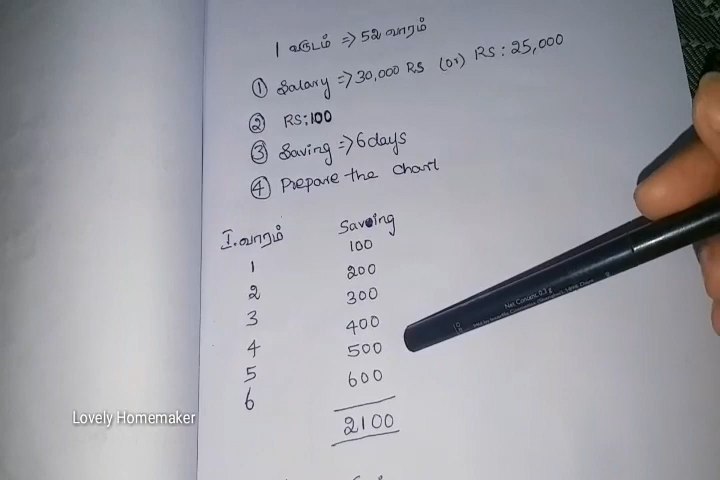 1 வருடம் => 52 வாரம்
① Salary => 30,000 RS (or) RS: 25,000
② RS:100
③ Saving => 6 days
④ Prepare the chart
I. வாரம் Saving
1 100
2 200
3 300
4 400
5 500
6 600
2100
Lovely Homemaker